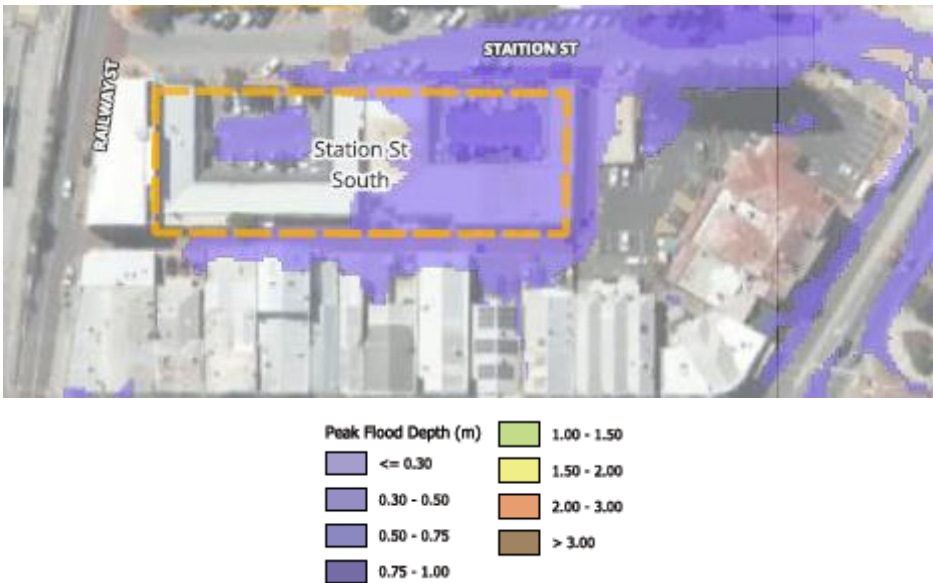 STAITION ST
RAILWAY ST
Station St
South
Peak Flood Depth (m)
<= 0.30
0.30 - 0.50
0.50 - 0.75
0.75 - 1.00
1.00 - 1.50
1.50 - 2.00
2.00 - 3.00
> 3.00